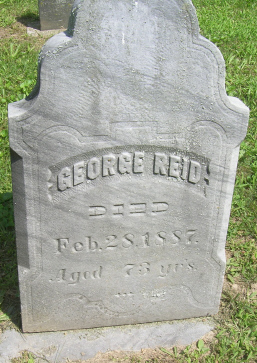 GEORGE REID
DIED
Feb. 28, 1887.
Aged 73 yrs.